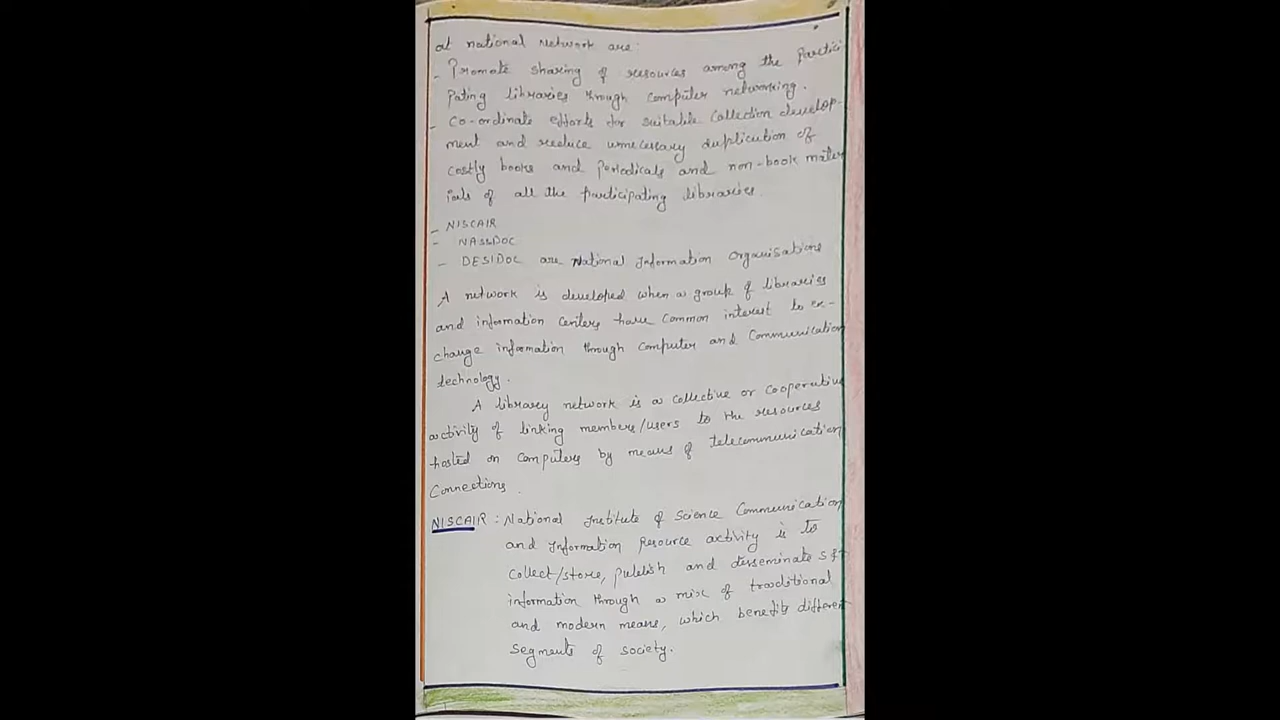 at national network are:
- Promote sharing of resources among the partici
pating libraries through computer networking.
- Co-ordinate efforts for suitable collection develop-
ment and reduce unnecessary duplication of
costly books and periodicals and non-book mater
ials of all the participating libraries.
- NISCAIR
- NASSDOC
- DESIDOC are National Information Organisations
A network is developed when a group of libraries
and information centers have common interest to ex-
change information through computer and communication
technology.
A library network is a collective or cooperative
activity of linking members/users to the resources
hosted on computers by means of telecommunication
connections.
NISCAIR: National Institute of Science Communication
and Information Resource activity is to
collect/store, publish and disseminate S&T
information through a mix of traditional
and modern means, which benefits different
segments of society.